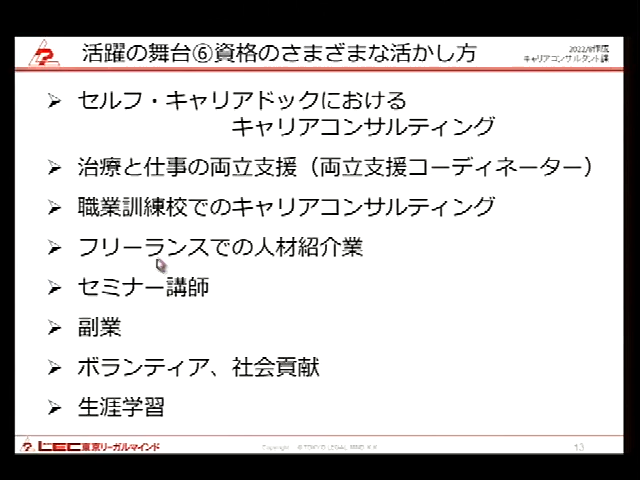 活躍の舞台⑥資格のさまざまな活かし方
2022/9作成
キャリアコンサルタント課
➢ セルフ・キャリアドックにおける
キャリアコンサルティング
➢ 治療と仕事の両立支援（両立支援コーディネーター）
➢ 職業訓練校でのキャリアコンサルティング
➢ フリーランスでの人材紹介業
➢ セミナー講師
➢ 副業
➢ ボランティア、社会貢献
➢ 生涯学習
LEC東京リーガルマインド
Copyright
13